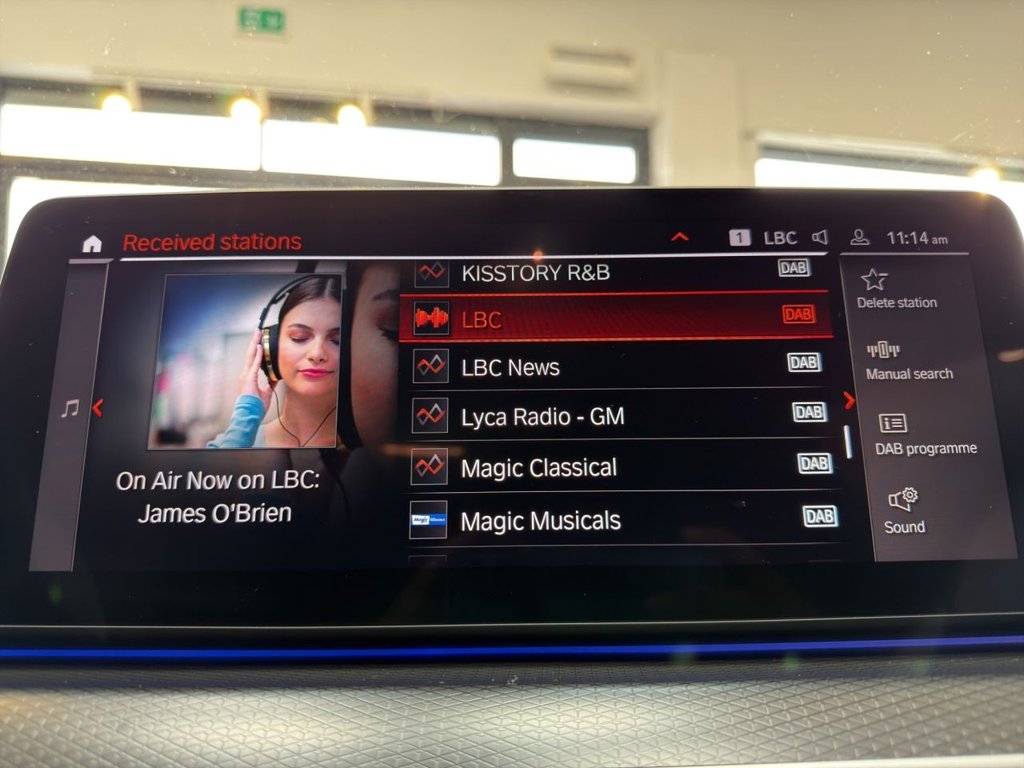 Received stations
1 LBC 11:14 am
KISSTORY R&B DAB
LBC DAB
LBC News DAB
Lyca Radio - GM DAB
Magic Classical DAB
Magic Musicals DAB
On Air Now on LBC:
James O'Brien
Delete station
Manual search
DAB programme
Sound